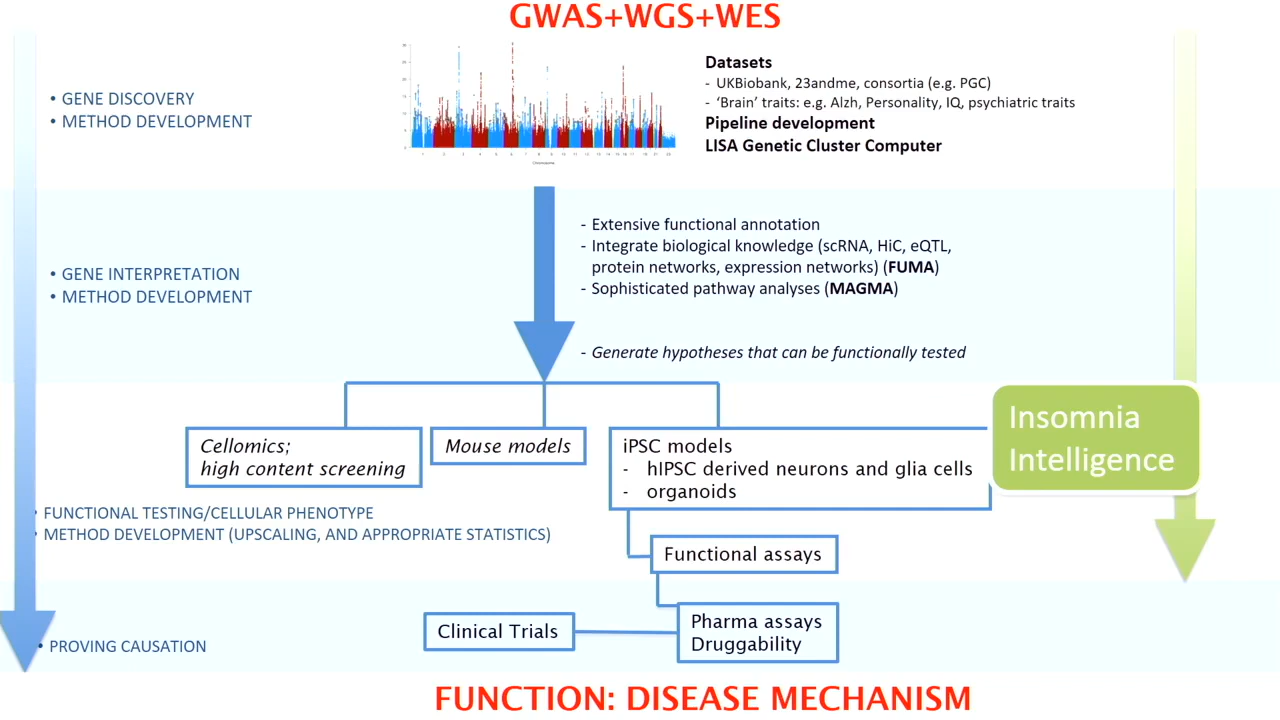 GWAS+WGS+WES
Datasets
- UKBiobank, 23andme, consortia (e.g. PGC)
- ‘Brain’ traits: e.g. Alzh, Personality, IQ, psychiatric traits
Pipeline development
LISA Genetic Cluster Computer
• GENE DISCOVERY
• METHOD DEVELOPMENT
- Extensive functional annotation
- Integrate biological knowledge (scRNA, HiC, eQTL,
protein networks, expression networks) (FUMA)
- Sophisticated pathway analyses (MAGMA)
- Generate hypotheses that can be functionally tested
• GENE INTERPRETATION
• METHOD DEVELOPMENT
Cellomics;
high content screening
Mouse models
iPSC models
- hIPSC derived neurons and glia cells
- organoids
Insomnia
Intelligence
• FUNCTIONAL TESTING/CELLULAR PHENOTYPE
• METHOD DEVELOPMENT (UPSCALING, AND APPROPRIATE STATISTICS)
Functional assays
Clinical Trials
Pharma assays
Druggability
• PROVING CAUSATION
FUNCTION: DISEASE MECHANISM